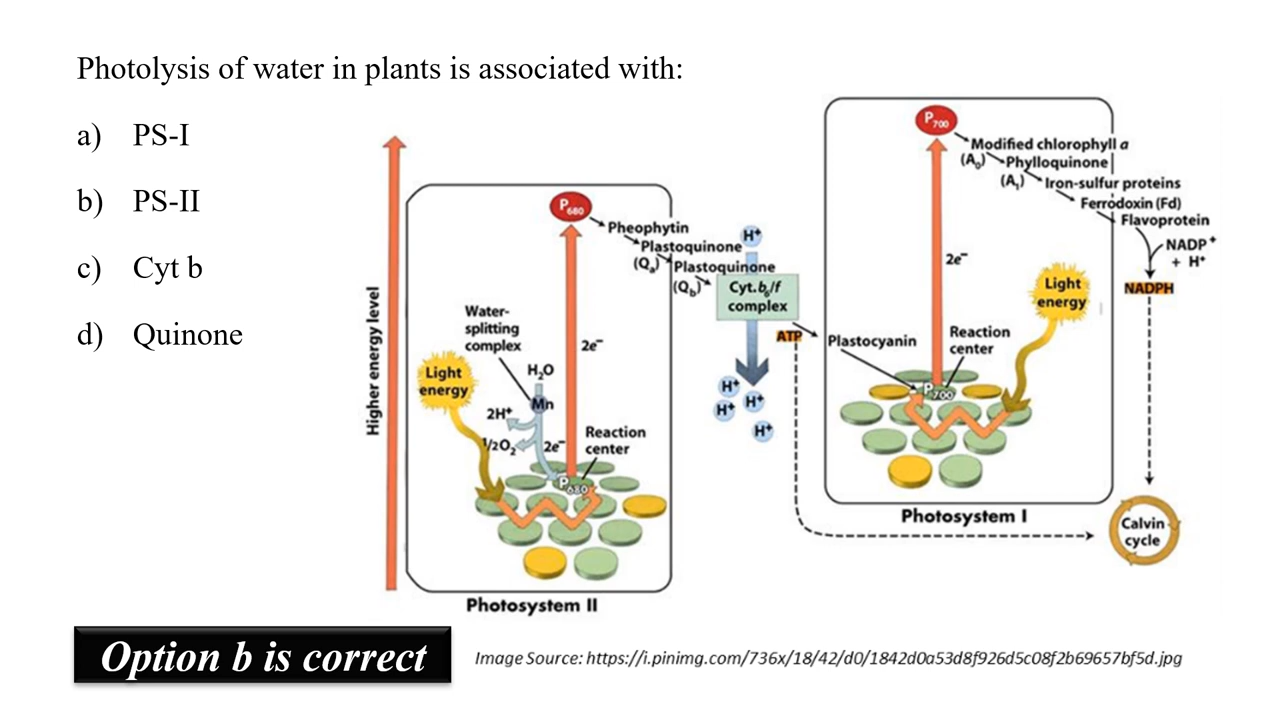 Photolysis of water in plants is associated with:
a) PS-I
b) PS-II
c) Cyt b
d) Quinone
Higher energy level
Light
energy
Water-
splitting
complex
H₂O
Mn
2H⁺
1/2O₂
2e⁻
P₆₈₀
2e⁻
Reaction
center
P₆₈₀
Pheophytin
Plastoquinone
(Qₐ)
Plastoquinone
(Q_b)
Photosystem II
H⁺
Cyt.b₆/f
complex
ATP
H⁺
H⁺
H⁺
H⁺
Plastocyanin
P₇₀₀
Modified chlorophyll a
(A₀)
Phylloquinone
(A₁)
Iron-sulfur proteins
Ferrodoxin (Fd)
Flavoprotein
NADP⁺
+ H⁺
NADPH
2e⁻
Light
energy
Reaction
center
P₇₀₀
Photosystem I
Calvin
cycle
Option b is correct
Image Source: https://i.pinimg.com/736x/18/42/d0/1842d0a53d8f926d5c08f2b69657bf5d.jpg